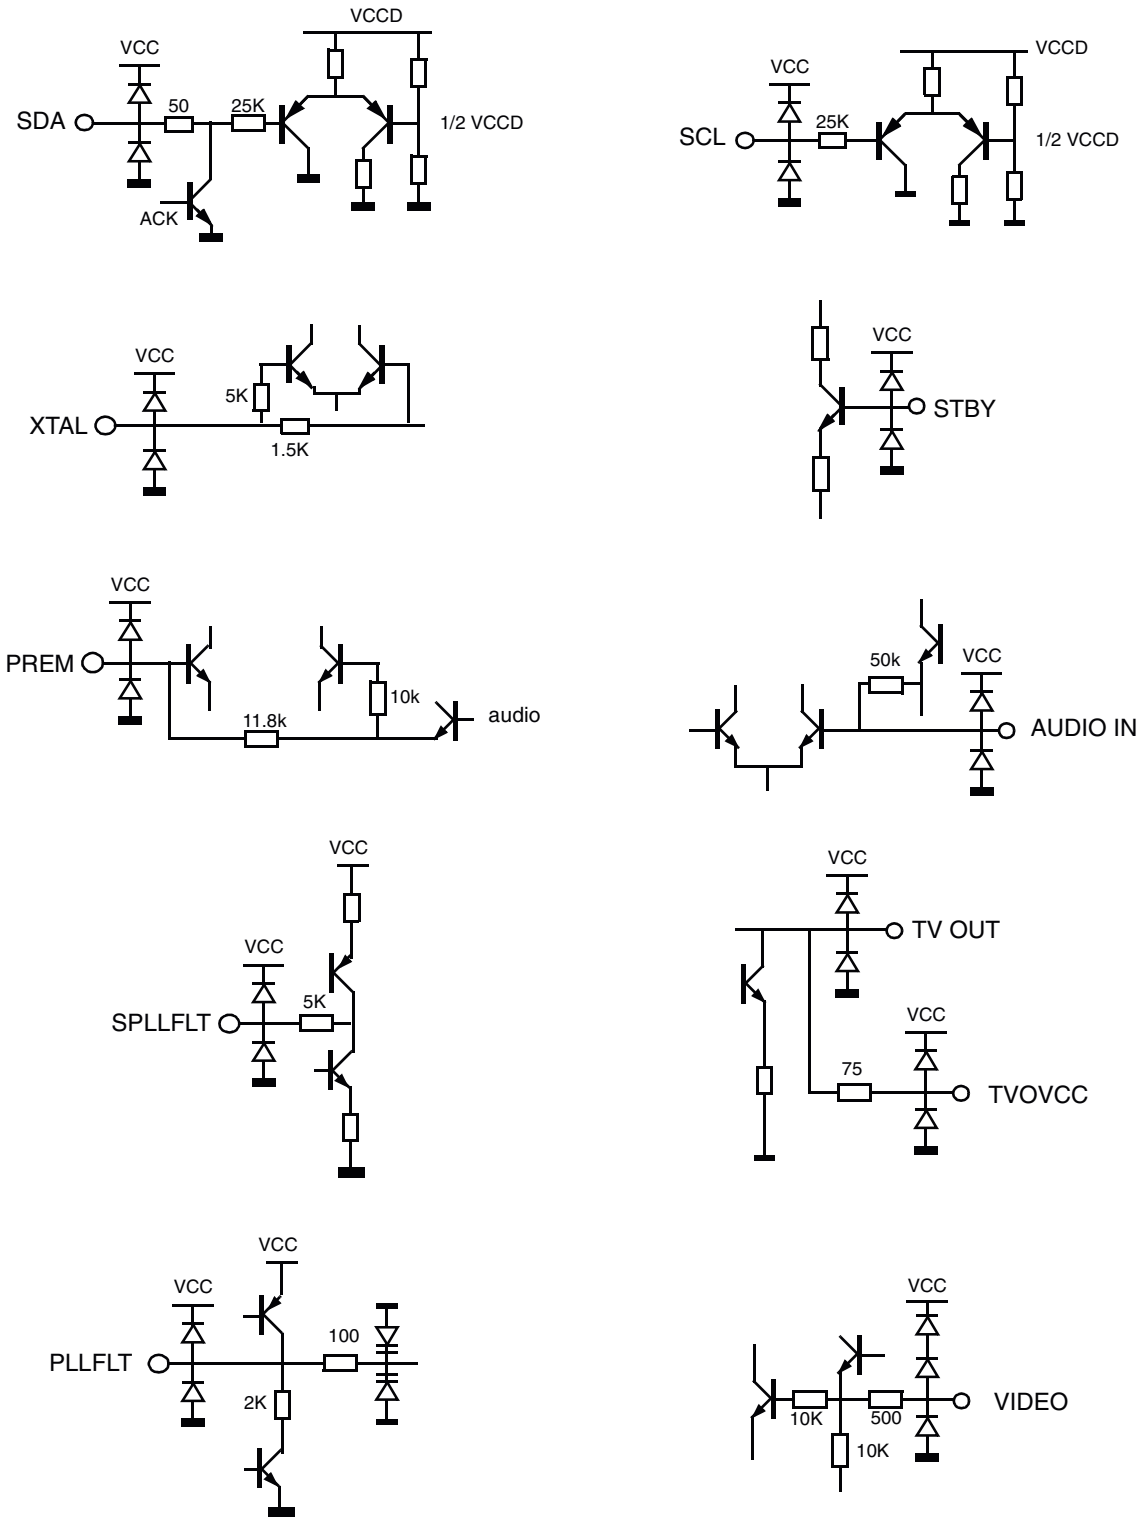 VCCD
VCC
50
25K
SDA
1/2 VCCD
ACK
VCCD
VCC
25K
SCL
1/2 VCCD
VCC
5K
XTAL
1.5K
VCC
STBY
VCC
PREM
10k
11.8k
audio
50k
VCC
AUDIO IN
VCC
VCC
5K
SPLLFLT
VCC
TV OUT
VCC
75
TVOVCC
VCC
VCC
100
PLLFLT
2K
VCC
VIDEO
10K
500
10K